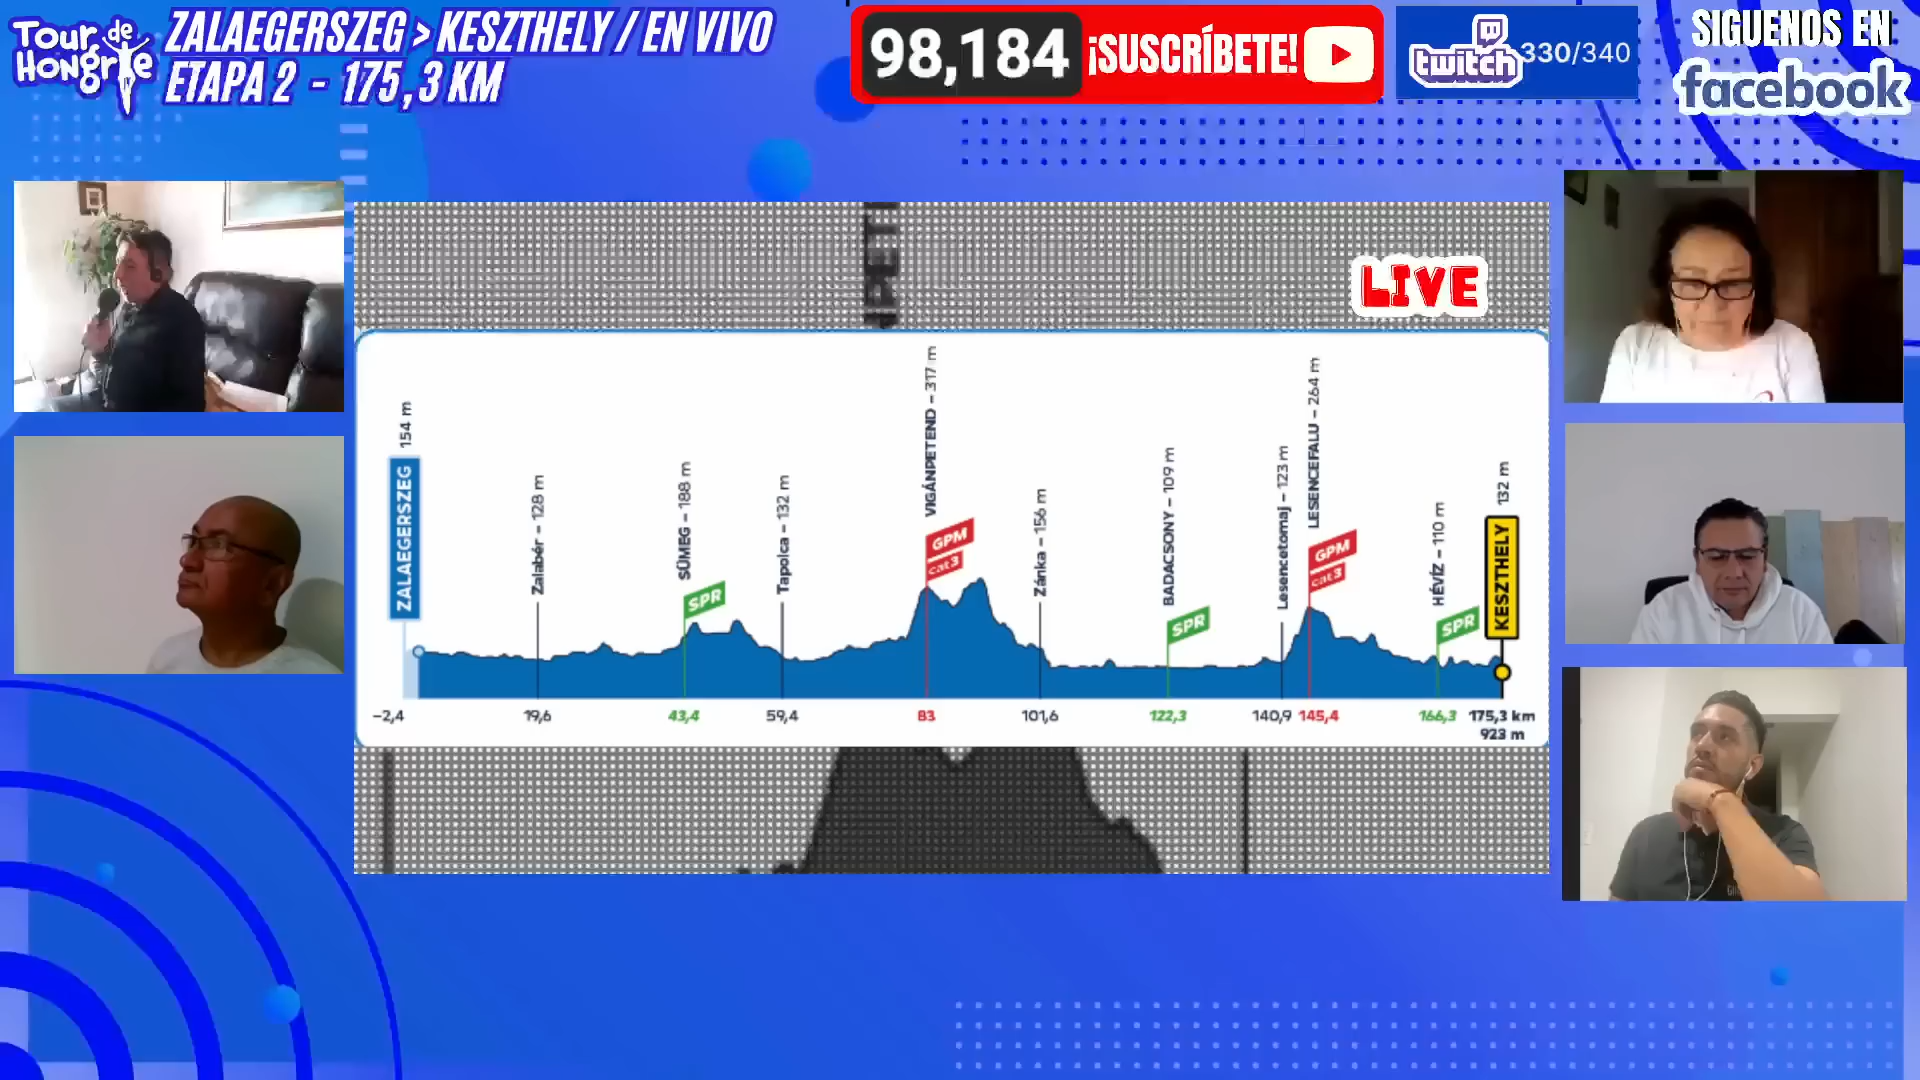 Tour de
HonGrie
ZALAEGERSZEG > KESZTHELY / EN VIVO
ETAPA 2 - 175,3 KM
98,184
¡SUSCRÍBETE!
twitch
330/340
SIGUENOS EN
facebook
LIVE
ZALAEGERSZEG 154 m
Zalabér – 128 m
SÜMEG – 188 m
SPR
Tapolca – 132 m
VIGÁNPETEND – 317 m
GPM
cat3
Zánka – 156 m
BADACSONY – 109 m
SPR
Lesencetomaj – 123 m
LESENCEFALU – 264 m
GPM
cat3
HÉVÍZ – 110 m
SPR
KESZTHELY 132 m
–2,4
19,6
43,4
59,4
83
101,6
122,3
140,9
145,4
166,3
175,3 km
923 m